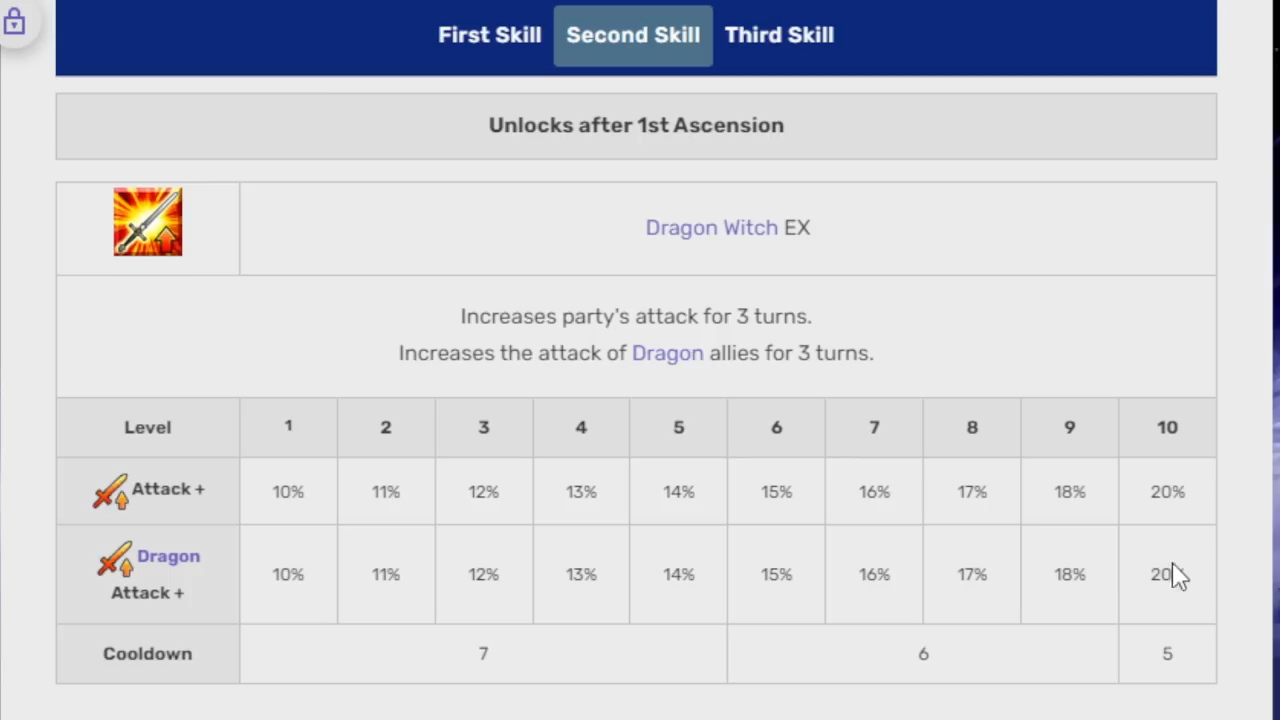 First Skill Second Skill Third Skill
Unlocks after 1st Ascension
Dragon Witch EX
Increases party's attack for 3 turns.
Increases the attack of Dragon allies for 3 turns.
Level 1 2 3 4 5 6 7 8 9 10
Attack + 10% 11% 12% 13% 14% 15% 16% 17% 18% 20%
Dragon
Attack + 10% 11% 12% 13% 14% 15% 16% 17% 18% 20%
Cooldown 7 6 5